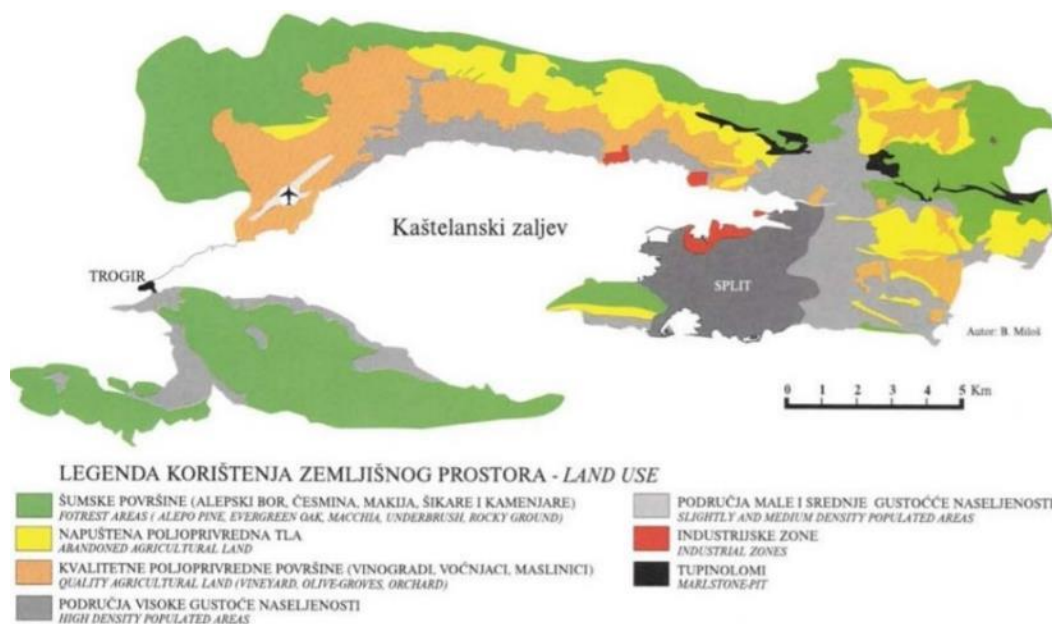 Kaštelanski zaljev
TROGIR
SPLIT
Autor: B. Miloš
0 1 2 3 4 5 Km
LEGENDA KORIŠTENJA ZEMLJIŠNOG PROSTORA - LAND USE
ŠUMSKE POVRŠINE (ALEPSKI BOR, ČESMINA, MAKIJA, ŠIKARE I KAMENJARE)
FOTREST AREAS ( ALEPO PINE, EVERGREEN OAK, MACCHIA, UNDERBRUSH, ROCKY GROUND)
NAPUŠTENA POLJOPRIVREDNA TLA
ABANDONED AGRICULTURAL LAND
KVALITETNE POLJOPRIVREDNE POVRŠINE (VINOGRADI, VOĆNJACI, MASLINICI)
QUALITY AGRICULTURAL LAND (VINEYARD, OLIVE-GROVES, ORCHARD)
PODRUČJA VISOKE GUSTOĆE NASELJENOSTI
HIGH DENSITY POPULATED AREAS
PODRUČJA MALE I SREDNJE GUSTOĆĆE NASELJENOSTI
SLIGHTLY AND MEDIUM DENSITY POPULATED AREAS
INDUSTRIJSKE ZONE
INDUSTRIAL ZONES
TUPINOLOMI
MARLSTONE-PIT